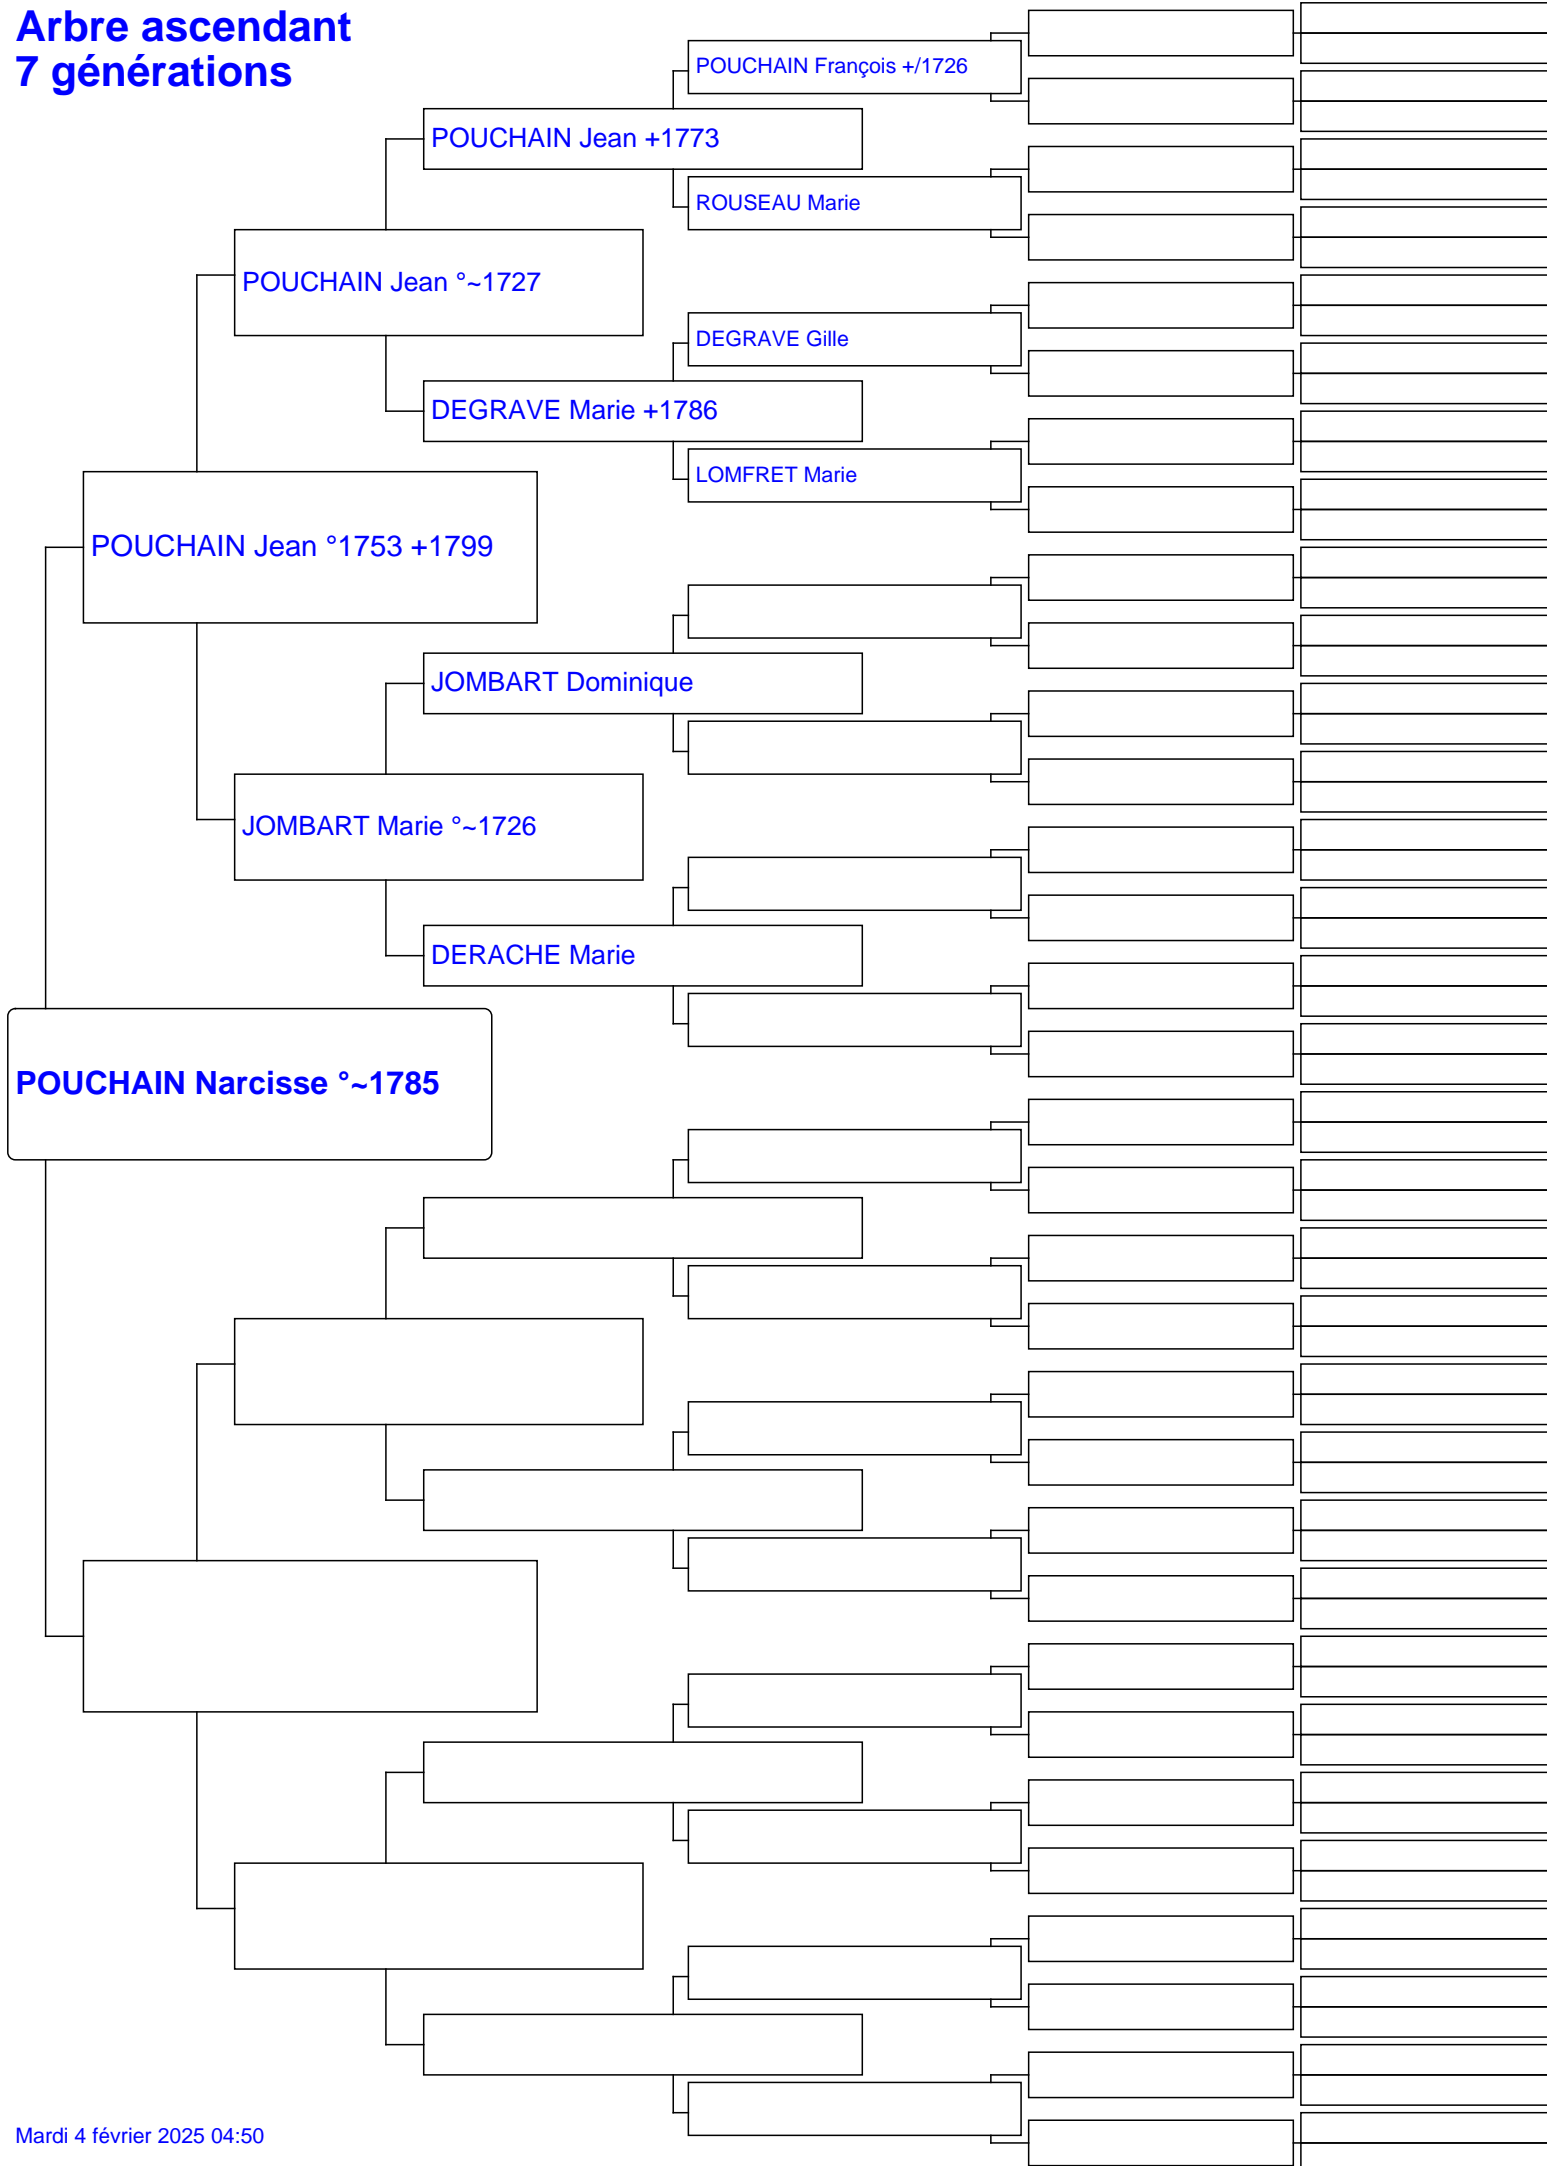 Arbre ascendant
7 générations
POUCHAIN François +/1726
POUCHAIN Jean +1773
ROUSEAU Marie
POUCHAIN Jean °~1727
DEGRAVE Gille
DEGRAVE Marie +1786
LOMFRET Marie
POUCHAIN Jean °1753 +1799
JOMBART Dominique
JOMBART Marie °~1726
DERACHE Marie
POUCHAIN Narcisse °~1785
Mardi 4 février 2025 04:50